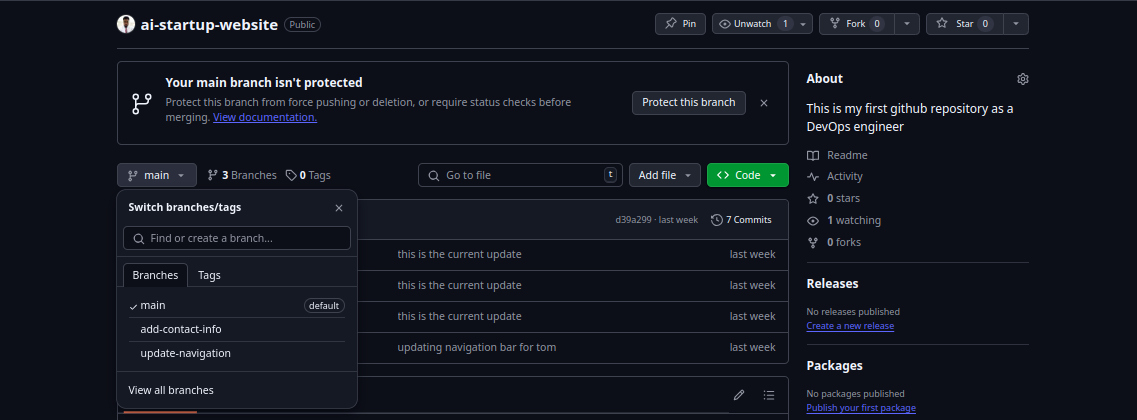 ai-startup-website Public Pin Unwatch 1 Fork 0 Star 0
Your main branch isn't protected
Protect this branch from force pushing or deletion, or require status checks before
merging. View documentation.
Protect this branch
main 3 Branches 0 Tags Go to file t Add file Code
Switch branches/tags
Find or create a branch...
Branches Tags
main default
add-contact-info
update-navigation
View all branches
d39a299 · last week 7 Commits
this is the current update last week
this is the current update last week
this is the current update last week
updating navigation bar for tom last week
About
This is my first github repository as a
DevOps engineer
Readme
Activity
0 stars
1 watching
0 forks
Releases
No releases published
Create a new release
Packages
No packages published
Publish your first package